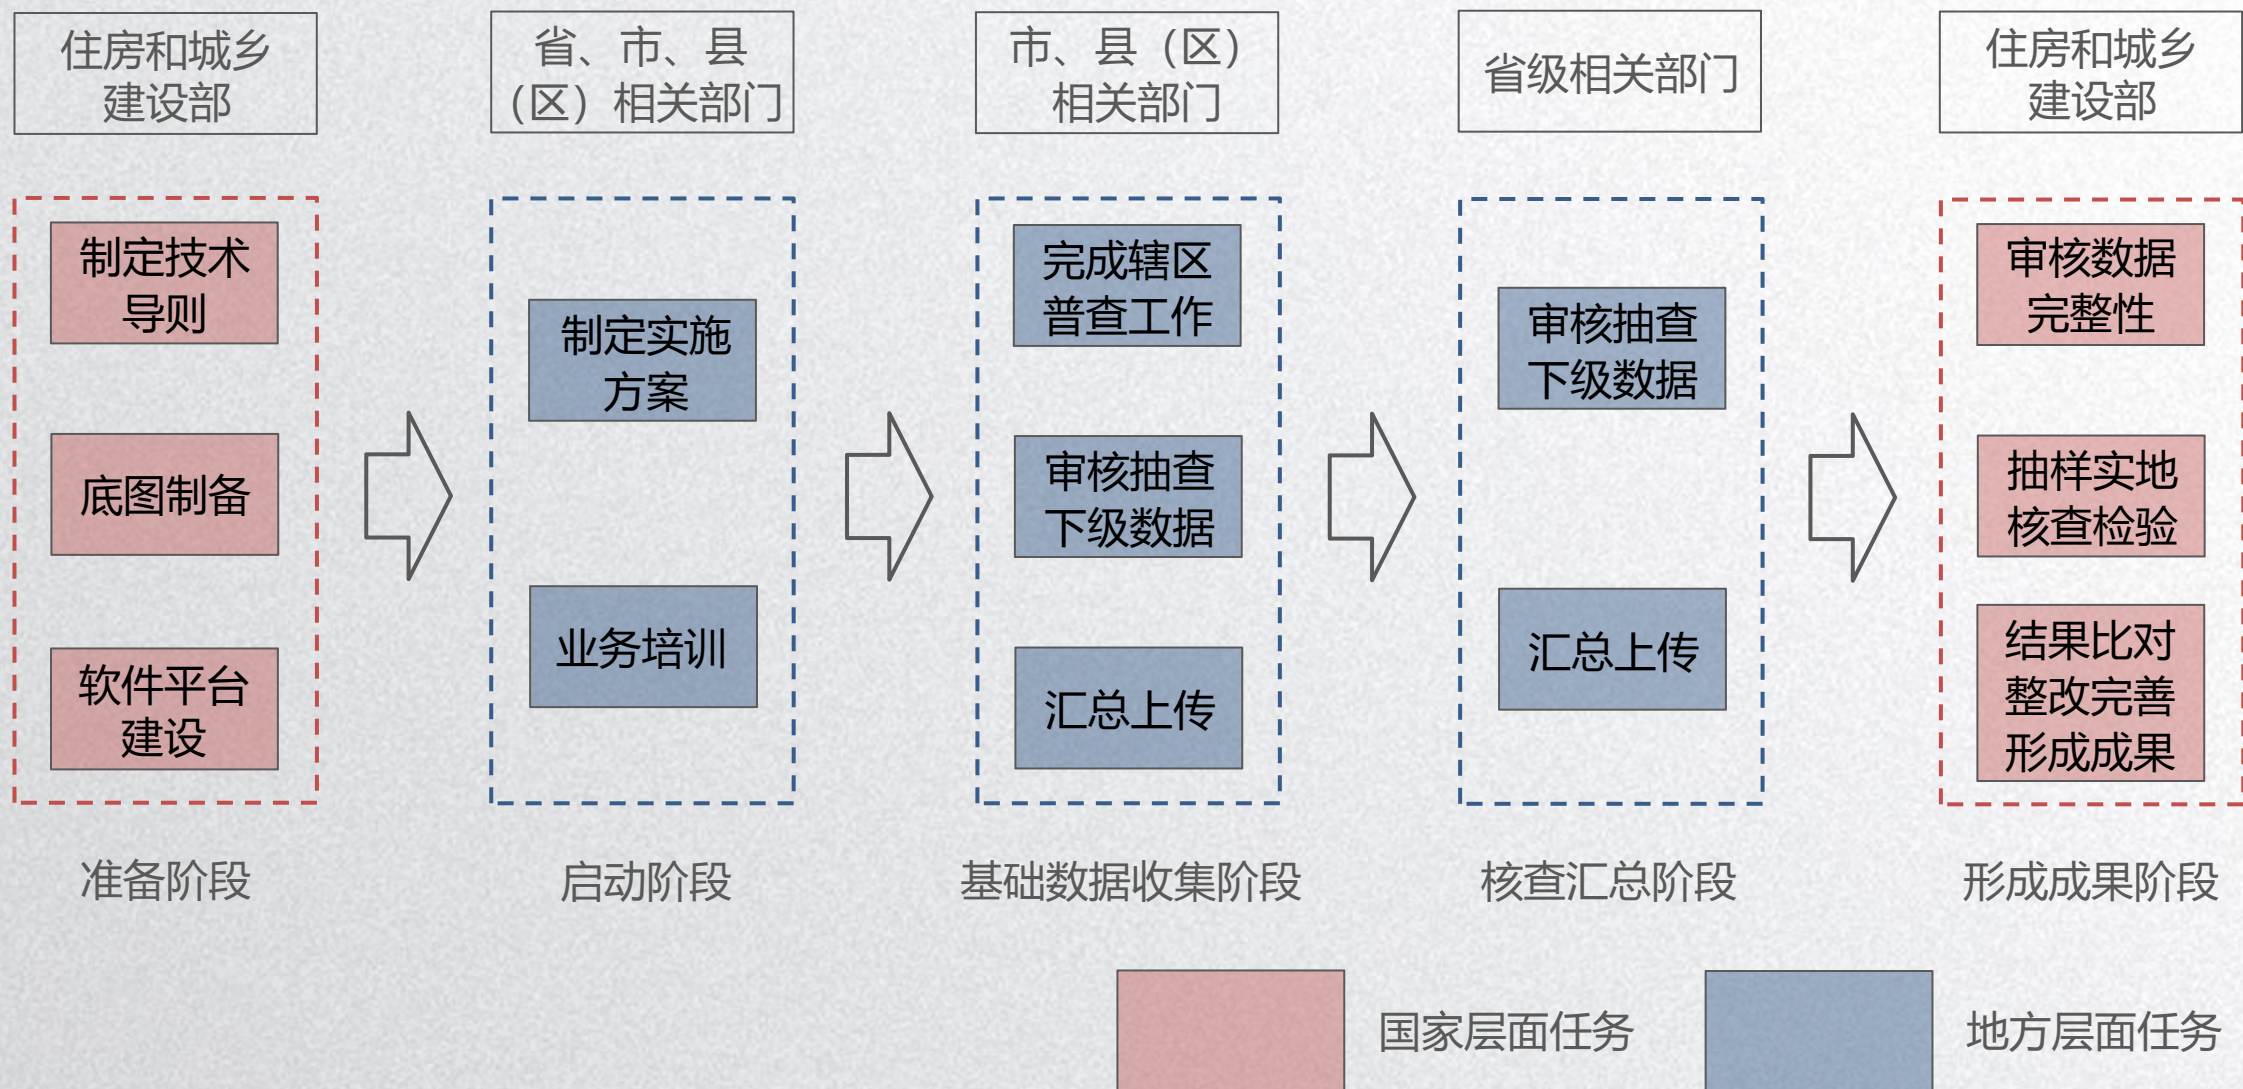 住房和城乡
建设部
省、市、县
（区）相关部门
市、县（区）
相关部门
省级相关部门
住房和城乡
建设部
制定技术
导则
底图制备
软件平台
建设
制定实施
方案
业务培训
完成辖区
普查工作
审核抽查
下级数据
汇总上传
审核抽查
下级数据
汇总上传
审核数据
完整性
抽样实地
核查检验
结果比对
整改完善
形成成果
准备阶段
启动阶段
基础数据收集阶段
核查汇总阶段
形成成果阶段
国家层面任务
地方层面任务